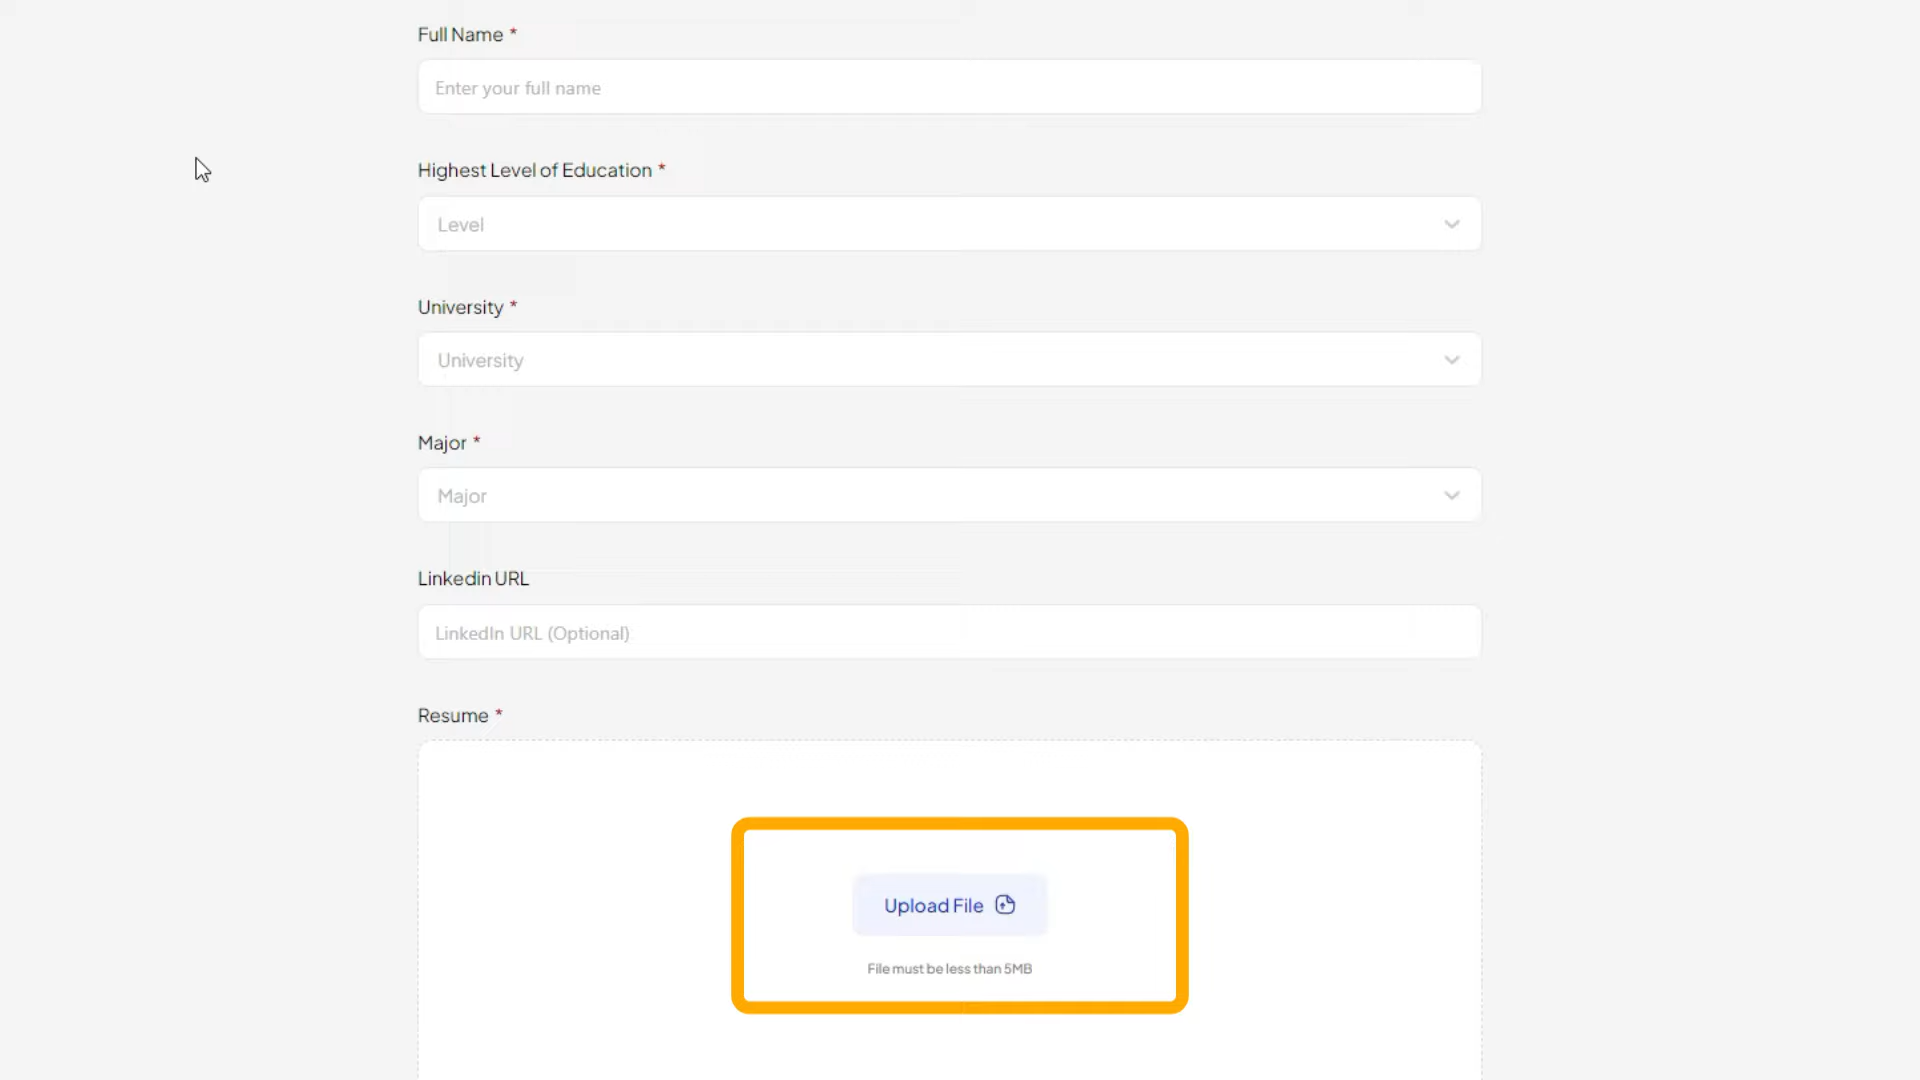 Full Name *
Enter your full name
Highest Level of Education *
Level
University *
University
Major *
Major
Linkedin URL
LinkedIn URL (Optional)
Resume *
Upload File
File must be less than 5MB